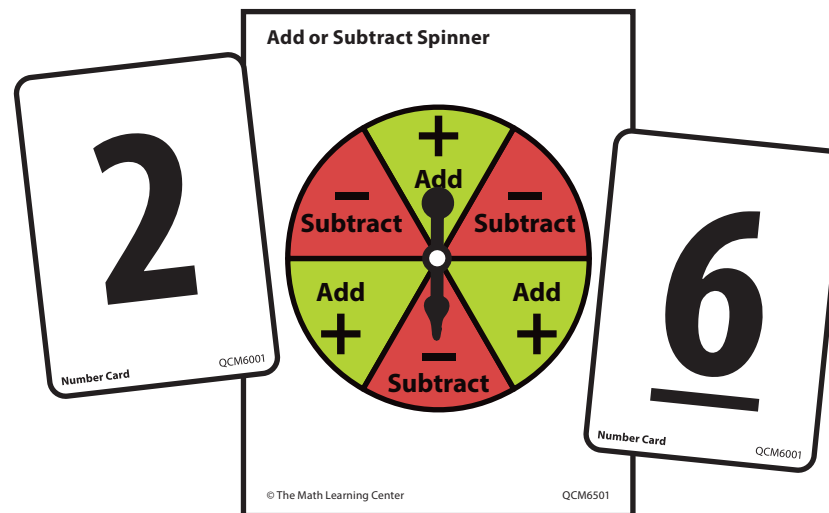 Add or Subtract Spinner
2
Number Card QCM6001
+
Add
−
Subtract
−
Subtract
Add
+
Add
+
−
Subtract
6
Number Card QCM6001
© The Math Learning Center QCM6501